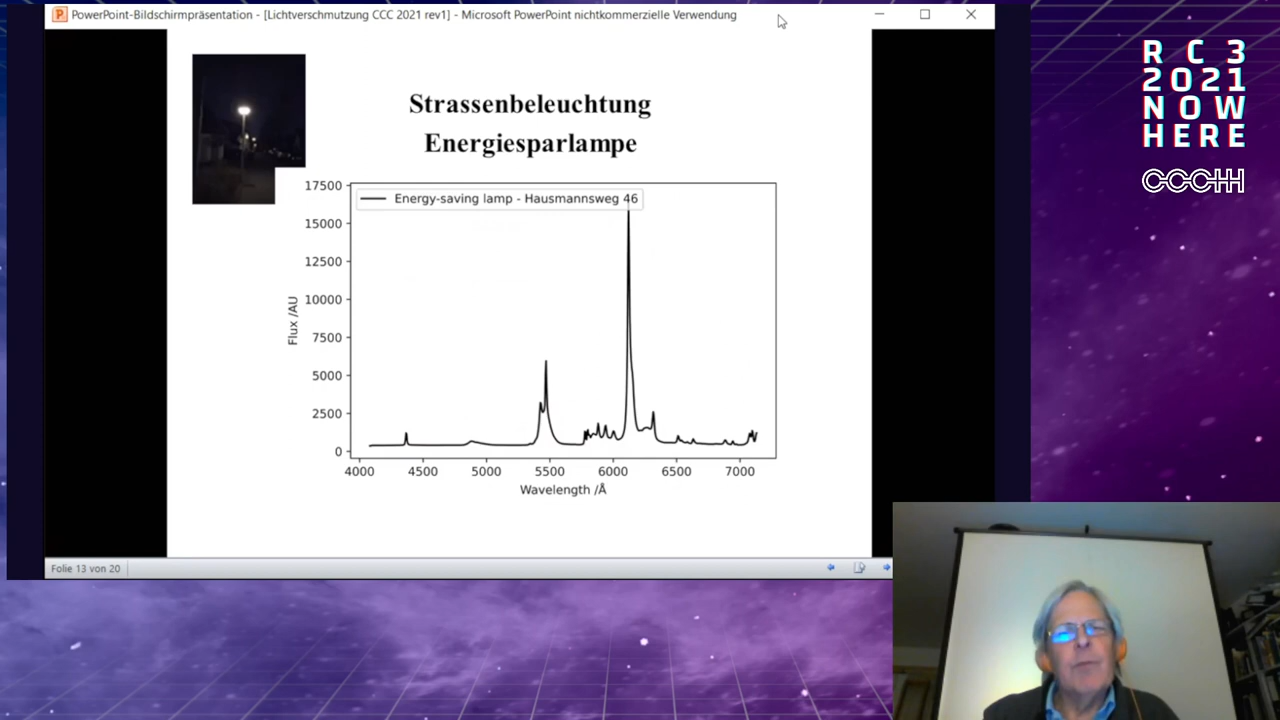 PowerPoint-Bildschirmpräsentation - [Lichtverschmutzung CCC 2021 rev1] - Microsoft PowerPoint nichtkommerzielle Verwendung
RC3
2021
NOW
HERE
CCCHH
Strassenbeleuchtung
Energiesparlampe
Energy-saving lamp - Hausmannsweg 46
17500
15000
12500
10000
7500
5000
2500
0
Flux /AU
4000 4500 5000 5500 6000 6500 7000
Wavelength /Å
Folie 13 von 20